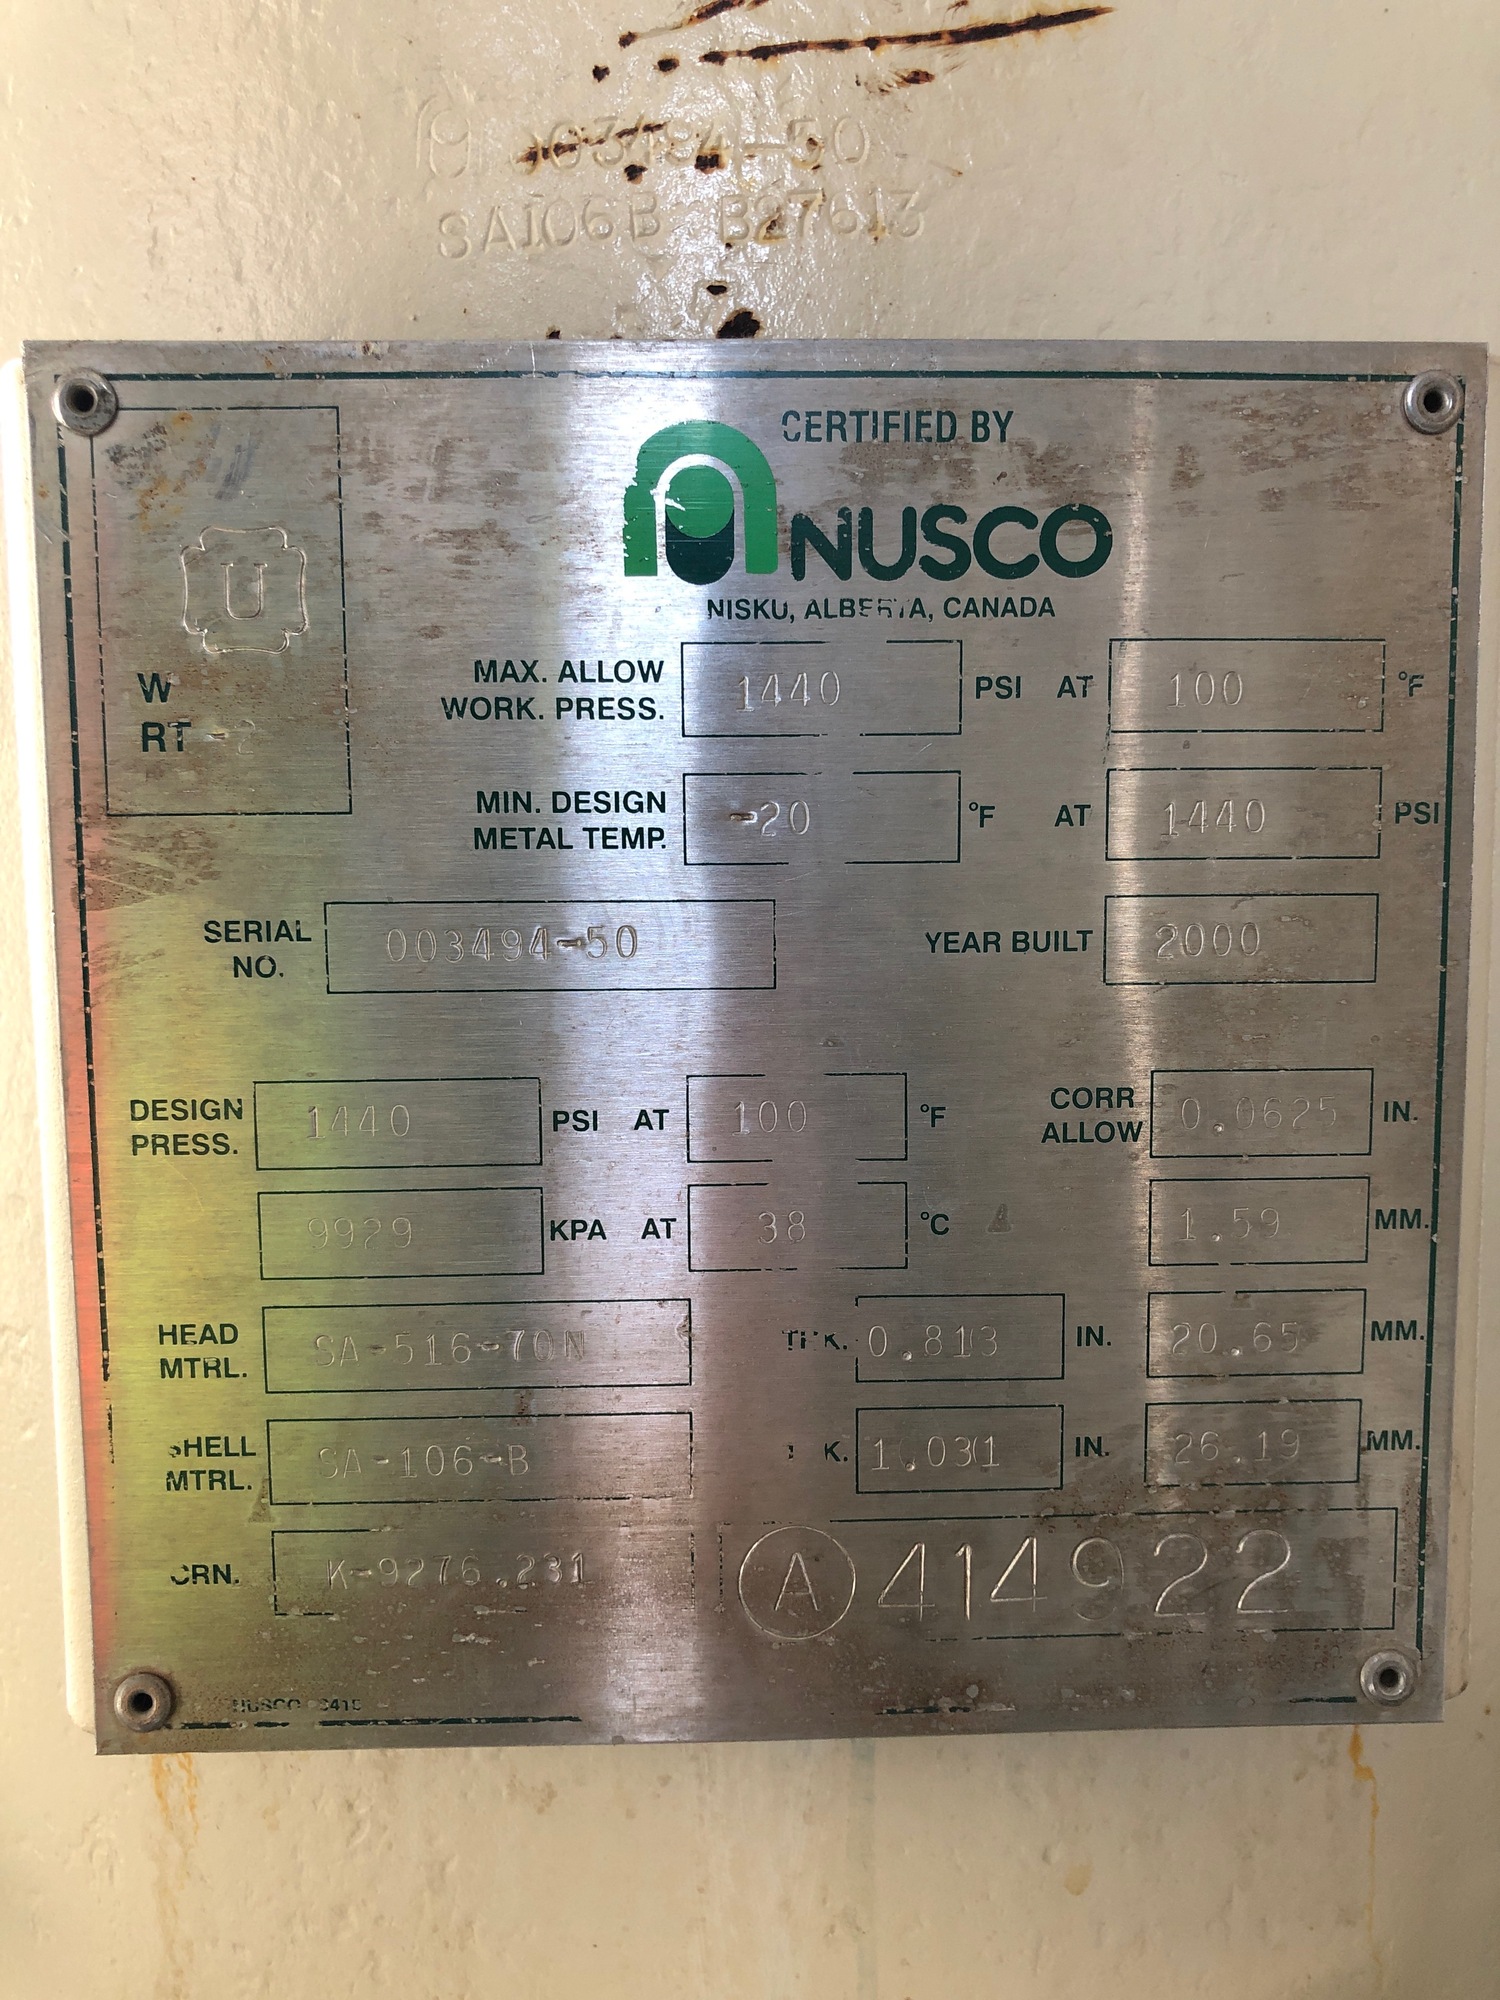 SA106B B27613
CERTIFIED BY
NUSCO
NISKU, ALBERTA, CANADA
U
W
RT -2
MAX. ALLOW WORK. PRESS. 1440 PSI AT 100 °F
MIN. DESIGN METAL TEMP. -20 °F AT 1440 PSI
SERIAL NO. 003494-50 YEAR BUILT 2000
DESIGN PRESS. 1440 PSI AT 100 °F CORR ALLOW 0.0625 IN.
9929 KPA AT 38 °C 1.59 MM.
HEAD MTRL. SA-516-70N THK. 0.813 IN. 20.65 MM.
SHELL MTRL. SA-106-B K. 1.031 IN. 26.19 MM.
CRN. K-9276.231 A 414922
NUSCO